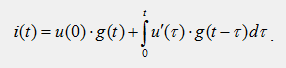 i(t) = u(0) · g(t) + ∫₀ᵗ u′(τ) · g(t − τ)dτ .